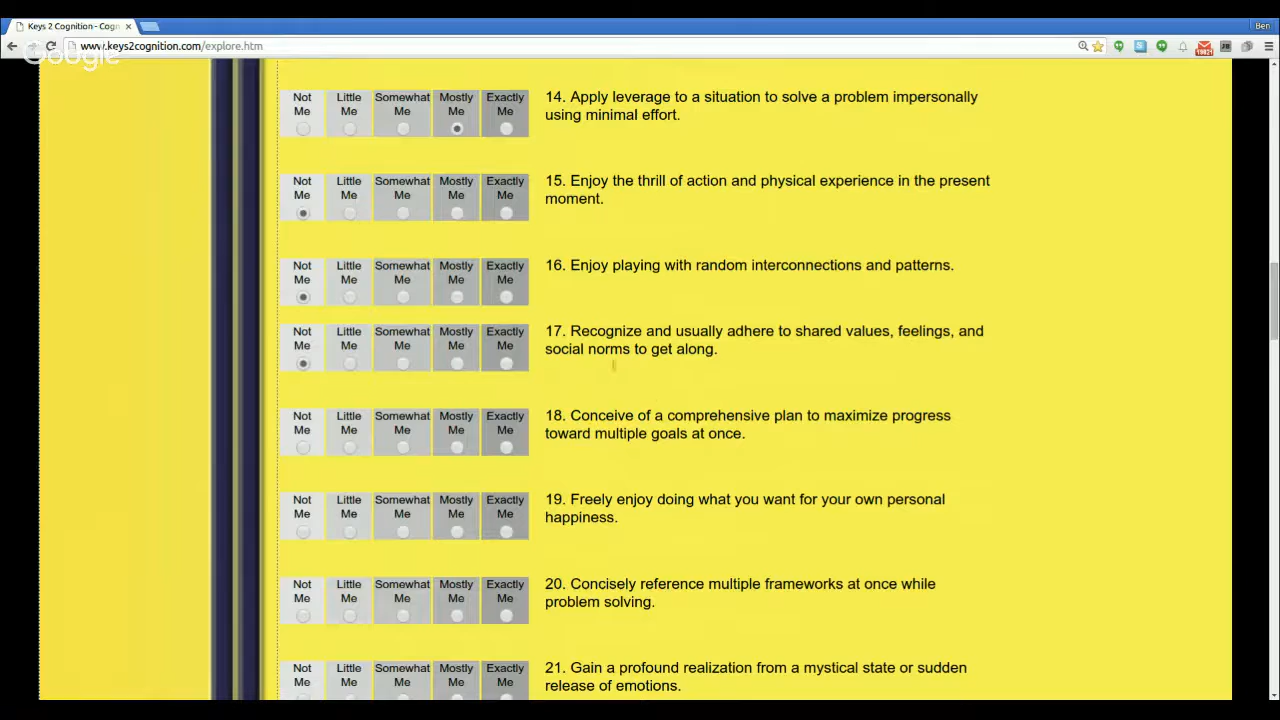 Keys 2 Cognition - Cogn
Ben
www.keys2cognition.com/explore.htm
Google
19821
Not Little Somewhat Mostly Exactly
Me Me Me Me Me
14. Apply leverage to a situation to solve a problem impersonally
using minimal effort.
Not Little Somewhat Mostly Exactly
Me Me Me Me Me
15. Enjoy the thrill of action and physical experience in the present
moment.
Not Little Somewhat Mostly Exactly
Me Me Me Me Me
16. Enjoy playing with random interconnections and patterns.
Not Little Somewhat Mostly Exactly
Me Me Me Me Me
17. Recognize and usually adhere to shared values, feelings, and
social norms to get along.
Not Little Somewhat Mostly Exactly
Me Me Me Me Me
18. Conceive of a comprehensive plan to maximize progress
toward multiple goals at once.
Not Little Somewhat Mostly Exactly
Me Me Me Me Me
19. Freely enjoy doing what you want for your own personal
happiness.
Not Little Somewhat Mostly Exactly
Me Me Me Me Me
20. Concisely reference multiple frameworks at once while
problem solving.
Not Little Somewhat Mostly Exactly
Me Me Me Me Me
21. Gain a profound realization from a mystical state or sudden
release of emotions.